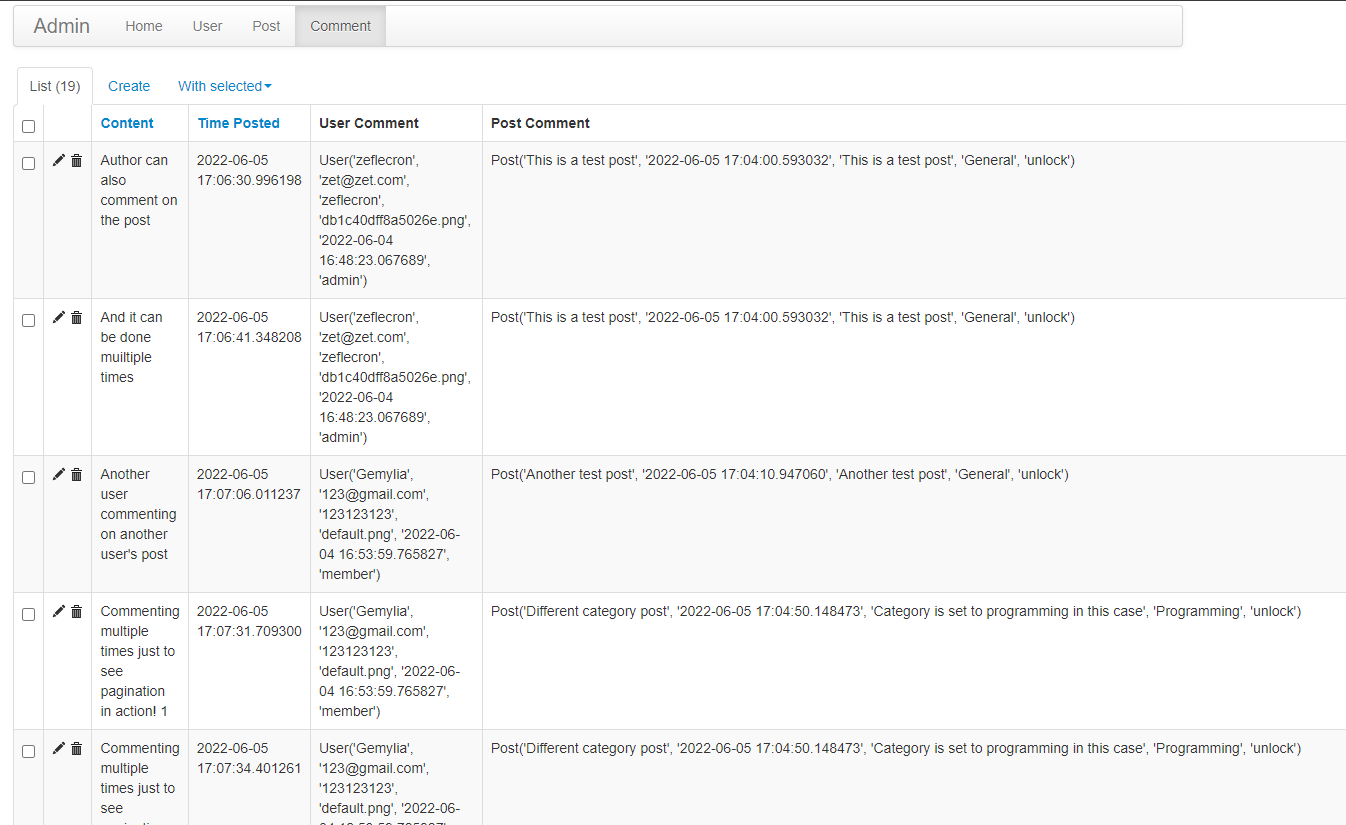 Admin Home User Post Comment
List (19) Create With selected
Content Time Posted User Comment Post Comment
Author can
also
comment on
the post
2022-06-05
17:06:30.996198
User('zeflecron',
'zet@zet.com',
'zeflecron',
'db1c40dff8a5026e.png',
'2022-06-04
16:48:23.067689',
'admin')
Post('This is a test post', '2022-06-05 17:04:00.593032', 'This is a test post', 'General', 'unlock')
And it can
be done
muiltiple
times
2022-06-05
17:06:41.348208
User('zeflecron',
'zet@zet.com',
'zeflecron',
'db1c40dff8a5026e.png',
'2022-06-04
16:48:23.067689',
'admin')
Post('This is a test post', '2022-06-05 17:04:00.593032', 'This is a test post', 'General', 'unlock')
Another
user
commenting
on another
user's post
2022-06-05
17:07:06.011237
User('Gemylia',
'123@gmail.com',
'123123123',
'default.png', '2022-06-
04 16:53:59.765827',
'member')
Post('Another test post', '2022-06-05 17:04:10.947060', 'Another test post', 'General', 'unlock')
Commenting
multiple
times just to
see
pagination
in action! 1
2022-06-05
17:07:31.709300
User('Gemylia',
'123@gmail.com',
'123123123',
'default.png', '2022-06-
04 16:53:59.765827',
'member')
Post('Different category post', '2022-06-05 17:04:50.148473', 'Category is set to programming in this case', 'Programming', 'unlock')
Commenting
multiple
times just to
see
2022-06-05
17:07:34.401261
User('Gemylia',
'123@gmail.com',
'123123123',
'default.png', '2022-06-
Post('Different category post', '2022-06-05 17:04:50.148473', 'Category is set to programming in this case', 'Programming', 'unlock')